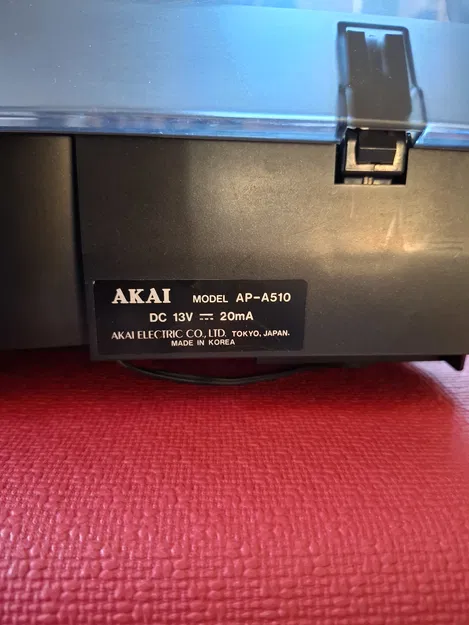 AKAI MODEL AP-A510
DC 13V ⎓ 20mA
AKAI ELECTRIC CO., LTD. TOKYO, JAPAN.
MADE IN KOREA